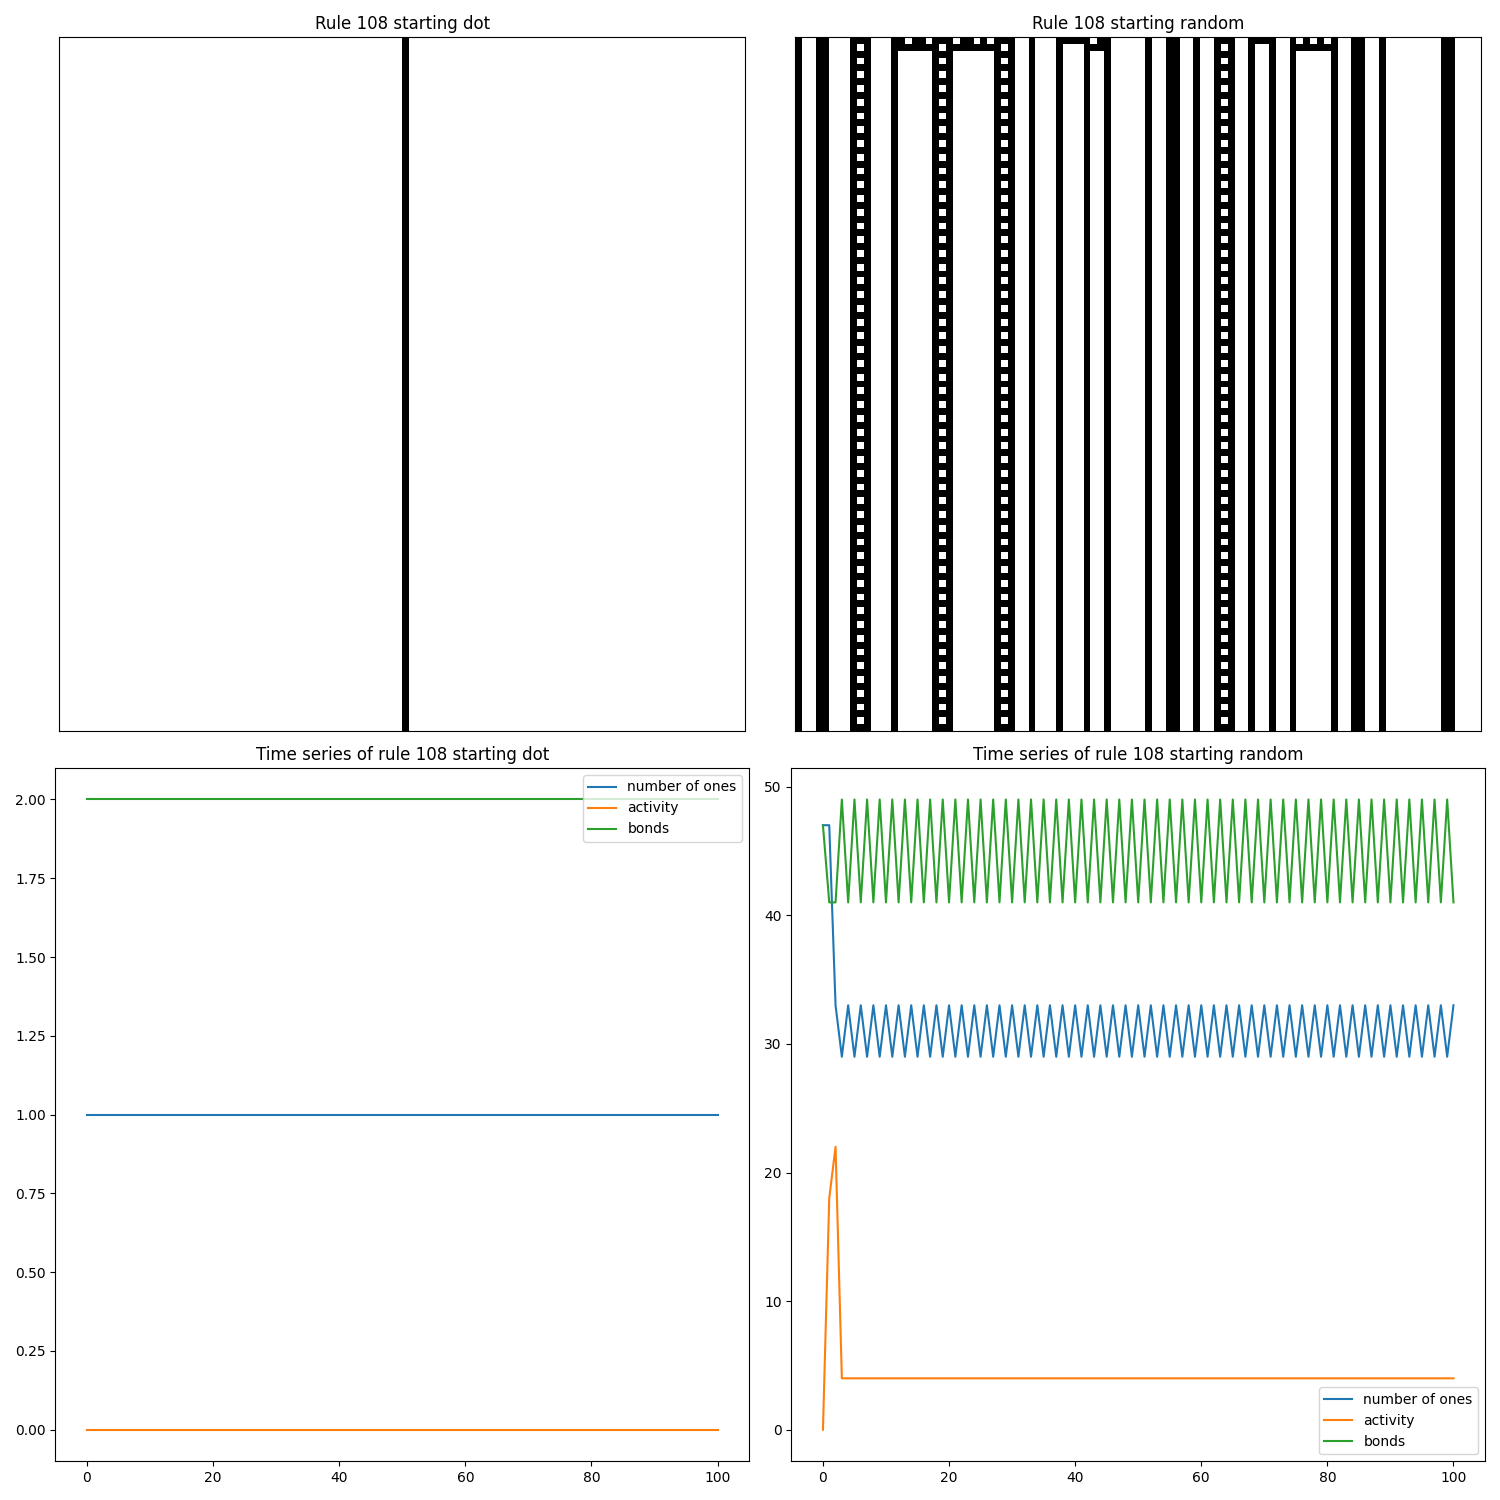 Rule 108 starting dot
Rule 108 starting random
Time series of rule 108 starting dot
number of ones
activity
bonds
2.00
1.75
1.50
1.25
1.00
0.75
0.50
0.25
0.00
0 20 40 60 80 100
Time series of rule 108 starting random
50
40
30
20
10
0
number of ones
activity
bonds
0 20 40 60 80 100